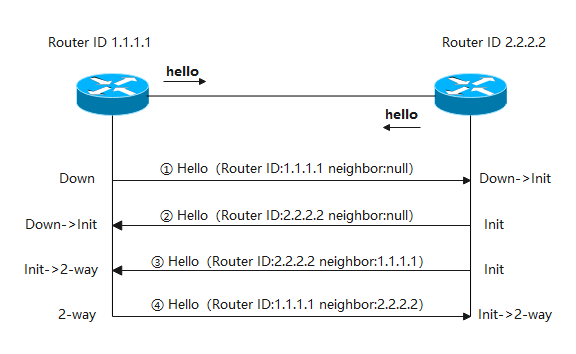 Router ID 1.1.1.1
Router ID 2.2.2.2
hello
hello
① Hello（Router ID:1.1.1.1 neighbor:null）
Down
Down->Init
② Hello（Router ID:2.2.2.2 neighbor:null）
Down->Init
Init
③ Hello（Router ID:2.2.2.2 neighbor:1.1.1.1）
Init->2-way
Init
④ Hello（Router ID:1.1.1.1 neighbor:2.2.2.2）
2-way
Init->2-way